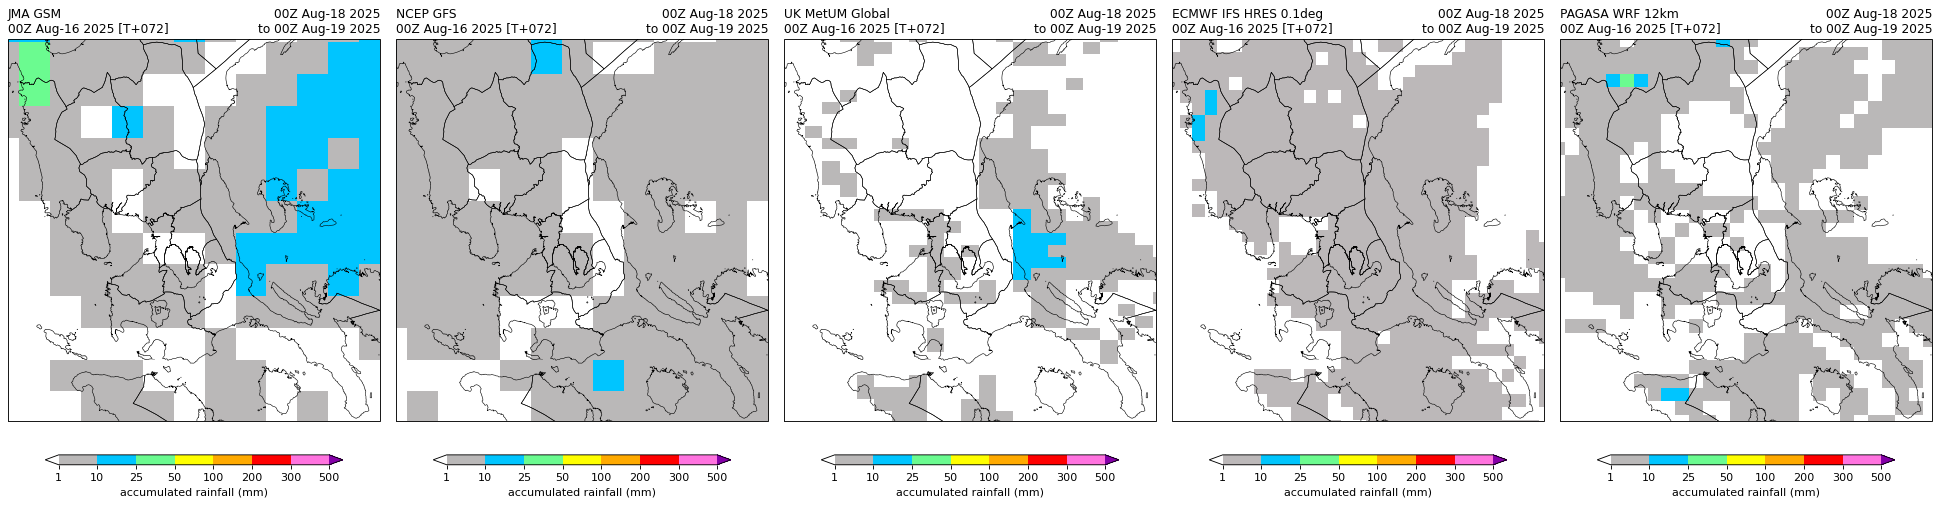 JMA GSM 00Z Aug-18 2025
00Z Aug-16 2025 [T+072] to 00Z Aug-19 2025
1 10 25 50 100 200 300 500
accumulated rainfall (mm)
NCEP GFS 00Z Aug-18 2025
00Z Aug-16 2025 [T+072] to 00Z Aug-19 2025
1 10 25 50 100 200 300 500
accumulated rainfall (mm)
UK MetUM Global 00Z Aug-18 2025
00Z Aug-16 2025 [T+072] to 00Z Aug-19 2025
1 10 25 50 100 200 300 500
accumulated rainfall (mm)
ECMWF IFS HRES 0.1deg 00Z Aug-18 2025
00Z Aug-16 2025 [T+072] to 00Z Aug-19 2025
1 10 25 50 100 200 300 500
accumulated rainfall (mm)
PAGASA WRF 12km 00Z Aug-18 2025
00Z Aug-16 2025 [T+072] to 00Z Aug-19 2025
1 10 25 50 100 200 300 500
accumulated rainfall (mm)